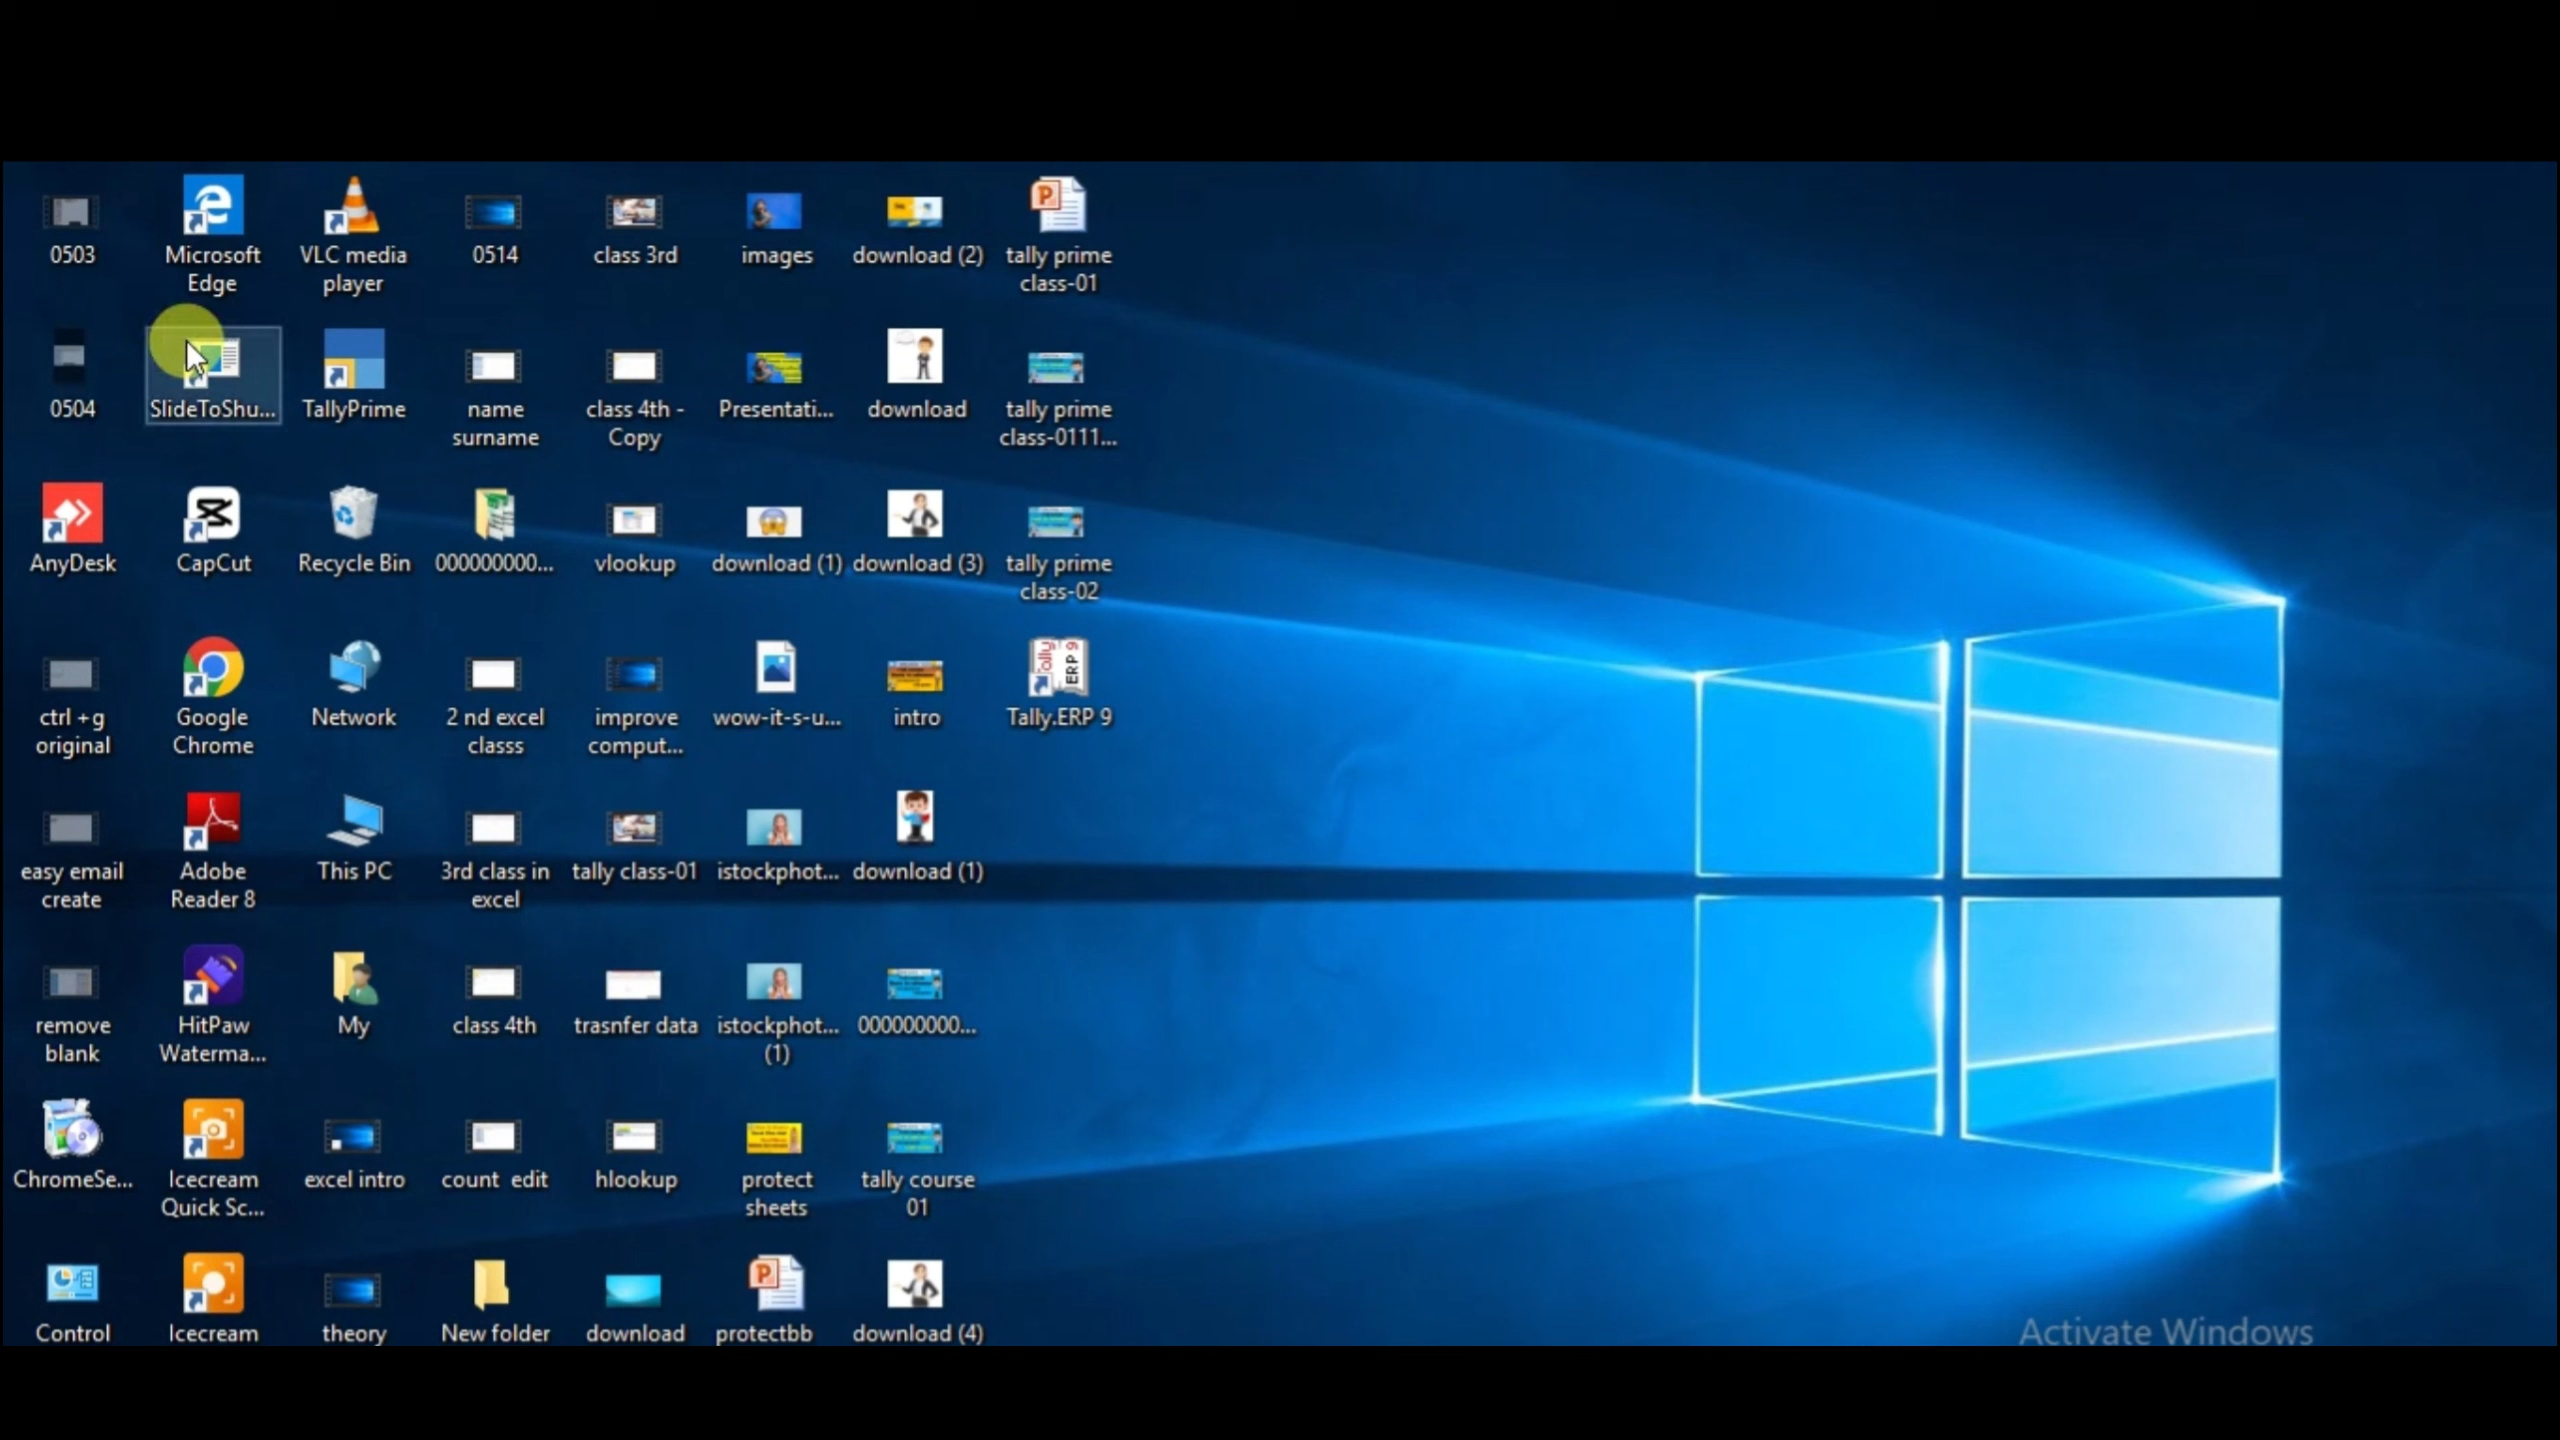 0503
Microsoft
Edge
VLC media
player
0514
class 3rd
images
download (2)
tally prime
class-01
0504
SlideToShu...
TallyPrime
name
surname
class 4th -
Copy
Presentati...
download
tally prime
class-0111...
AnyDesk
CapCut
Recycle Bin
000000000...
vlookup
download (1)
download (3)
tally prime
class-02
ctrl +g
original
Google
Chrome
Network
2 nd excel
classs
improve
comput...
wow-it-s-u...
intro
Tally.ERP 9
easy email
create
Adobe
Reader 8
This PC
3rd class in
excel
tally class-01
istockphot...
download (1)
remove
blank
HitPaw
Waterma...
My
class 4th
trasnfer data
istockphot...
(1)
000000000...
ChromeSe...
Icecream
Quick Sc...
excel intro
count edit
hlookup
protect
sheets
tally course
01
Control
Icecream
theory
New folder
download
protectbb
download (4)
Activate Windows